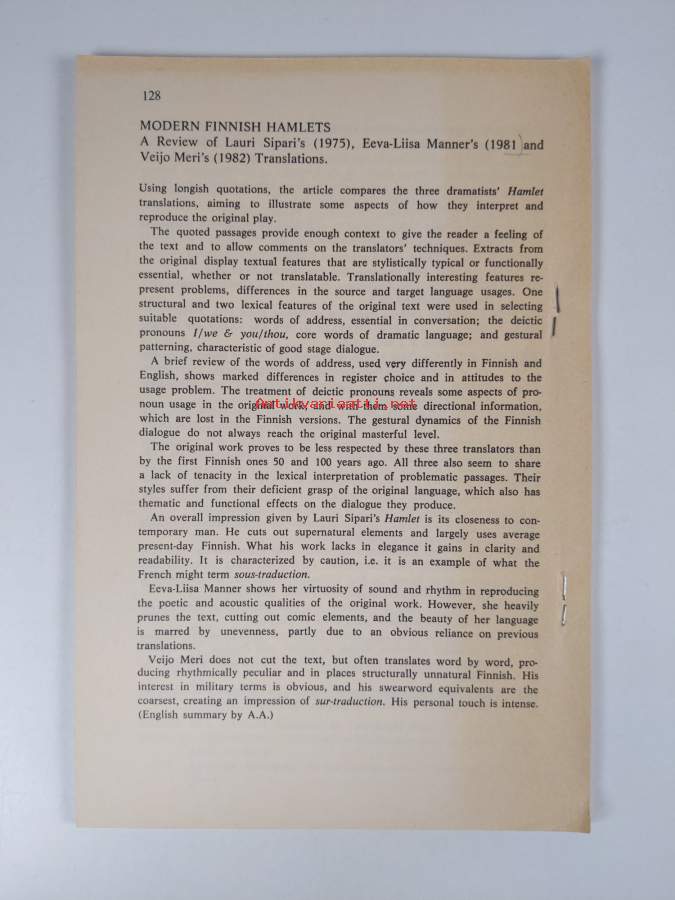 128
MODERN FINNISH HAMLETS
A Review of Lauri Sipari's (1975), Eeva-Liisa Manner's (1981) and
Veijo Meri's (1982) Translations.
Using longish quotations, the article compares the three dramatists' Hamlet
translations, aiming to illustrate some aspects of how they interpret and
reproduce the original play.
The quoted passages provide enough context to give the reader a feeling of
the text and to allow comments on the translators' techniques. Extracts from
the original display textual features that are stylistically typical or functionally
essential, whether or not translatable. Translationally interesting features re-
present problems, differences in the source and target language usages. One
structural and two lexical features of the original text were used in selecting
suitable quotations: words of address, essential in conversation; the deictic
pronouns I/we & you/thou, core words of dramatic language; and gestural
patterning, characteristic of good stage dialogue.
A brief review of the words of address, used very differently in Finnish and
English, shows marked differences in register choice and in attitudes to the
usage problem. The treatment of deictic pronouns reveals some aspects of pro-
noun usage in the original work, and with them some directional information,
Antikvariaatti.net
which are lost in the Finnish versions. The gestural dynamics of the Finnish
dialogue do not always reach the original masterful level.
The original work proves to be less respected by these three translators than
by the first Finnish ones 50 and 100 years ago. All three also seem to share
a lack of tenacity in the lexical interpretation of problematic passages. Their
styles suffer from their deficient grasp of the original language, which also has
thematic and functional effects on the dialogue they produce.
An overall impression given by Lauri Sipari's Hamlet is its closeness to con-
temporary man. He cuts out supernatural elements and largely uses average
present-day Finnish. What his work lacks in elegance it gains in clarity and
readability. It is characterized by caution, i.e. it is an example of what the
French might term sous-traduction.
Eeva-Liisa Manner shows her virtuosity of sound and rhythm in reproducing
the poetic and acoustic qualities of the original work. However, she heavily
prunes the text, cutting out comic elements, and the beauty of her language
is marred by unevenness, partly due to an obvious reliance on previous
translations.
Veijo Meri does not cut the text, but often translates word by word, pro-
ducing rhythmically peculiar and in places structurally unnatural Finnish. His
interest in military terms is obvious, and his swearword equivalents are the
coarsest, creating an impression of sur-traduction. His personal touch is intense.
(English summary by A.A.)